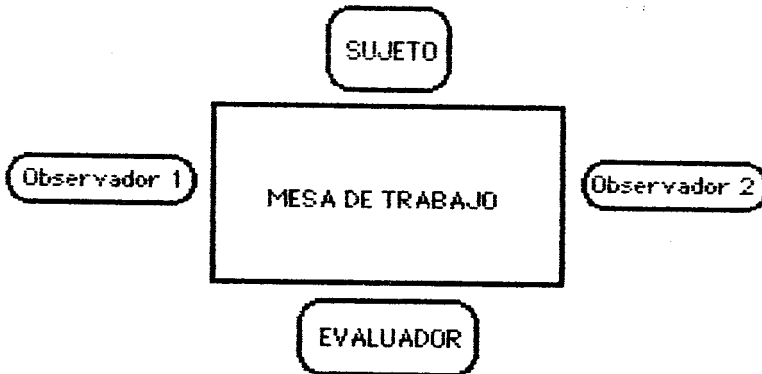 SUJETO
Observador 1
MESA DE TRABAJO
Observador 2
EVALUADOR